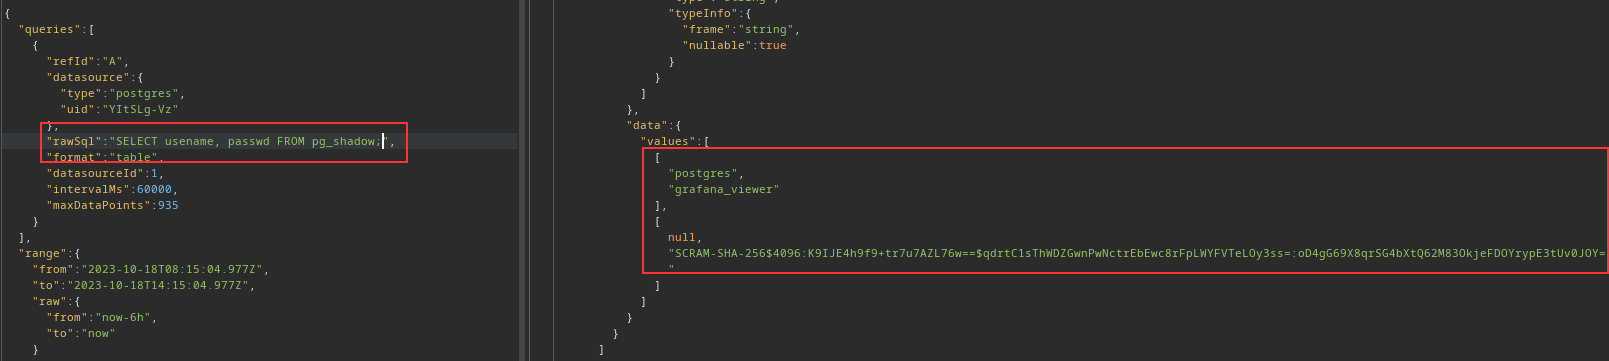 {
"queries":[
{
"refId":"A",
"datasource":{
"type":"postgres",
"uid":"YItSLg-Vz"
},
"rawSql":"SELECT usename, passwd FROM pg_shadow;",
"format":"table",
"datasourceId":1,
"intervalMs":60000,
"maxDataPoints":935
}
],
"range":{
"from":"2023-10-18T08:15:04.977Z",
"to":"2023-10-18T14:15:04.977Z",
"raw":{
"from":"now-6h",
"to":"now"
}
"typeInfo":{
"frame":"string",
"nullable":true
}
}
]
},
"data":{
"values":[
[
"postgres",
"grafana_viewer"
],
[
null,
"SCRAM-SHA-256$4096:K9IJE4h9f9+tr7u7AZL76w==$qdrtC1sThWDZGwnPwNctrEbEwc8rFpLWYFVTeLOy3ss=:oD4gG69X8qrSG4bXtQ62M83OkjeFDOYrypE3tUv0JOY=
"
]
]
}
}
]